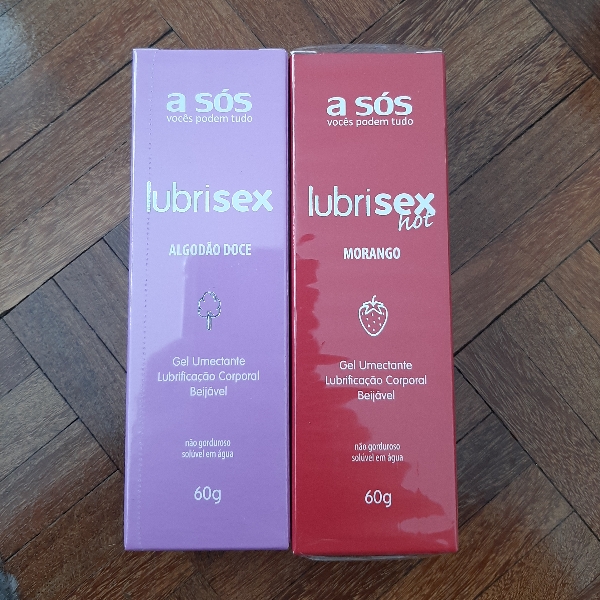 a sós
vocês podem tudo
lubrisex
ALGODÃO DOCE
Gel Umectante
Lubrificação Corporal
Beijável
não gorduroso
solúvel em água
60g
a sós
vocês podem tudo
lubrisex
hot
MORANGO
Gel Umectante
Lubrificação Corporal
Beijável
não gorduroso
solúvel em água
60g